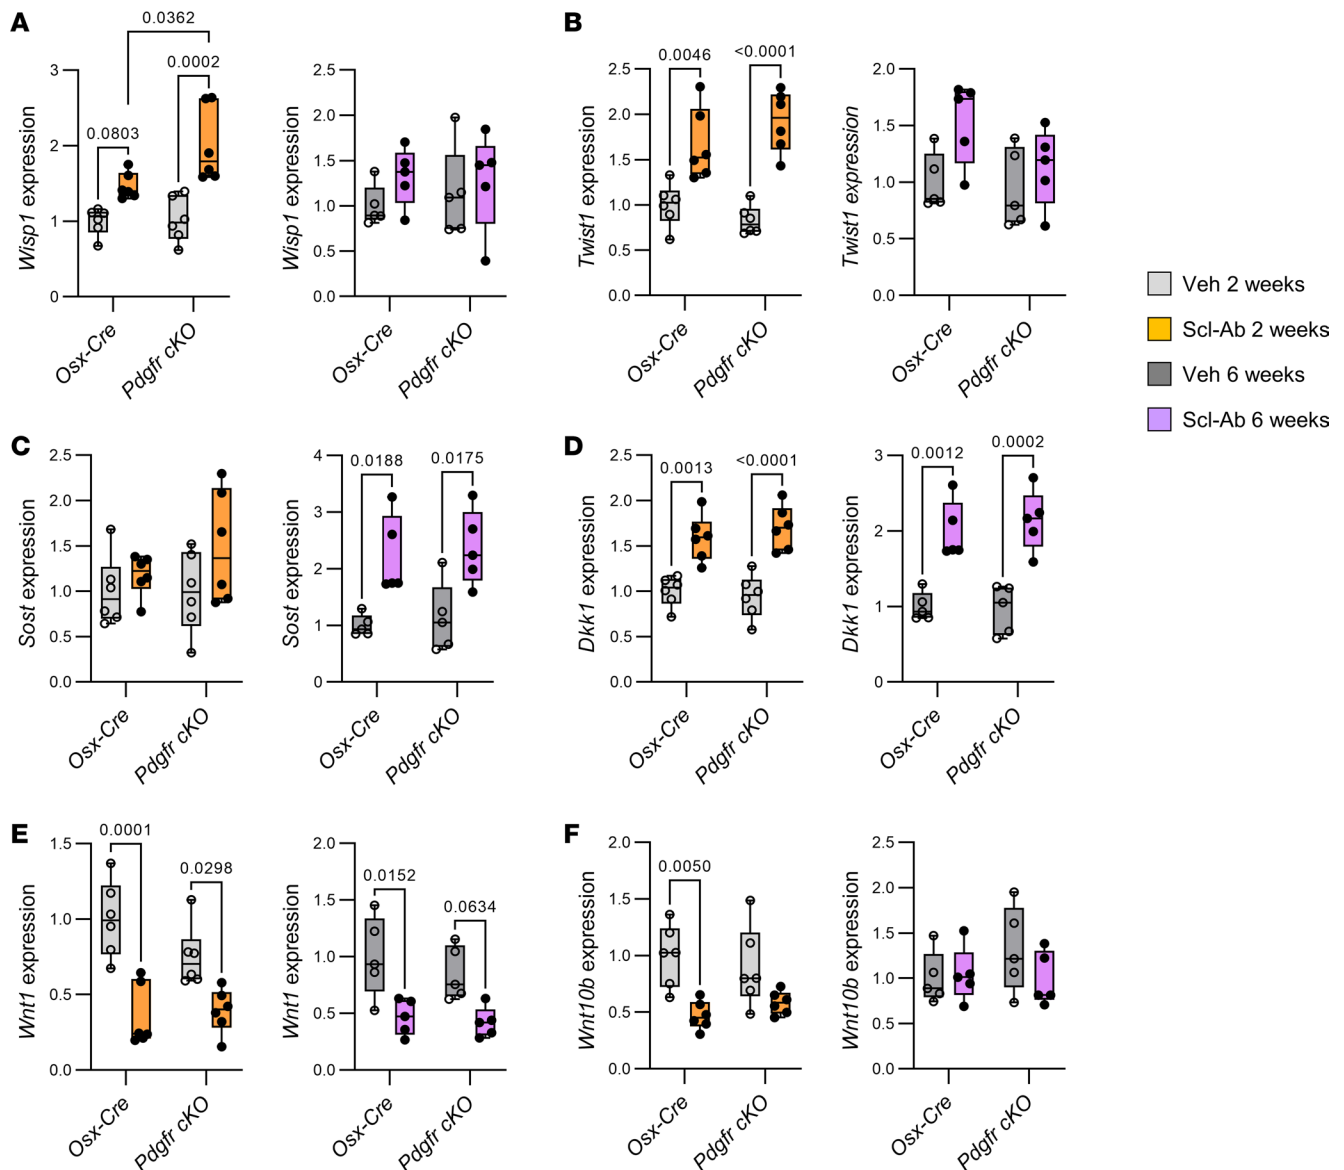 A
0.0362
0.0002
0.0803
3
2
1
0
Wisp1 expression
Osx-Cre
Pdgfr cKO
2.5
2.0
1.5
1.0
0.5
0.0
Wisp1 expression
Osx-Cre
Pdgfr cKO
B
0.0046
<0.0001
2.5
2.0
1.5
1.0
0.5
0.0
Twist1 expression
Osx-Cre
Pdgfr cKO
2.0
1.5
1.0
0.5
0.0
Twist1 expression
Osx-Cre
Pdgfr cKO
Veh 2 weeks
Scl-Ab 2 weeks
Veh 6 weeks
Scl-Ab 6 weeks
C
2.5
2.0
1.5
1.0
0.5
0.0
Sost expression
Osx-Cre
Pdgfr cKO
0.0188
0.0175
4
3
2
1
0
Sost expression
Osx-Cre
Pdgfr cKO
D
0.0013
<0.0001
2.5
2.0
1.5
1.0
0.5
0.0
Dkk1 expression
Osx-Cre
Pdgfr cKO
0.0012
0.0002
3
2
1
0
Dkk1 expression
Osx-Cre
Pdgfr cKO
E
0.0001
0.0298
1.5
1.0
0.5
0.0
Wnt1 expression
Osx-Cre
Pdgfr cKO
0.0152
0.0634
2.0
1.5
1.0
0.5
0.0
Wnt1 expression
Osx-Cre
Pdgfr cKO
F
0.0050
2.0
1.5
1.0
0.5
0.0
Wnt10b expression
Osx-Cre
Pdgfr cKO
2.5
2.0
1.5
1.0
0.5
0.0
Wnt10b expression
Osx-Cre
Pdgfr cKO